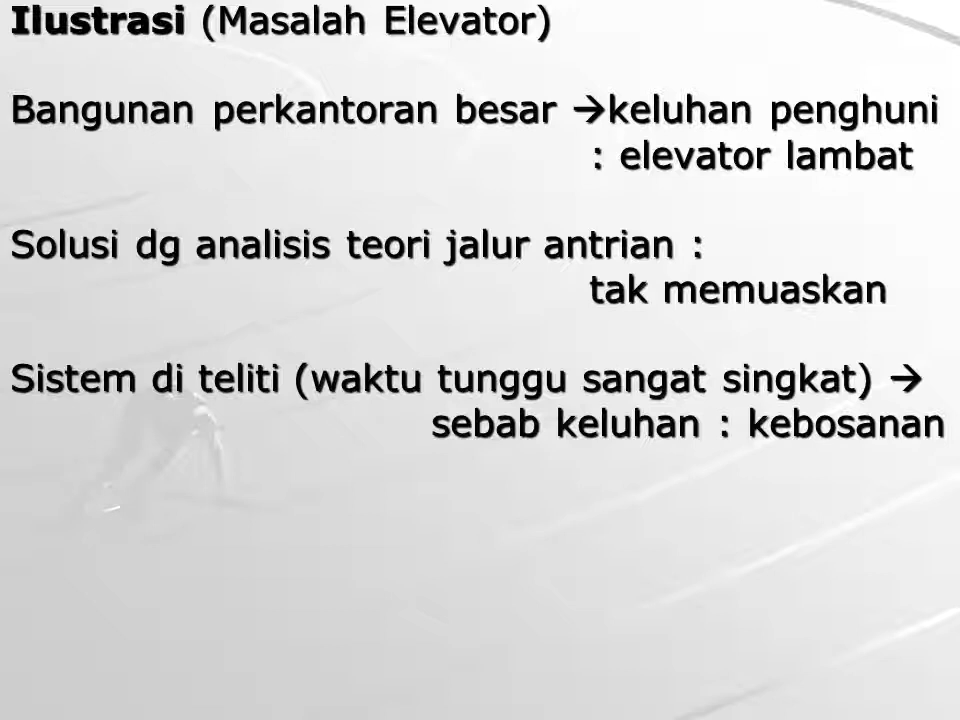 Ilustrasi (Masalah Elevator)
Bangunan perkantoran besar →keluhan penghuni
: elevator lambat
Solusi dg analisis teori jalur antrian :
tak memuaskan
Sistem di teliti (waktu tunggu sangat singkat) →
sebab keluhan : kebosanan